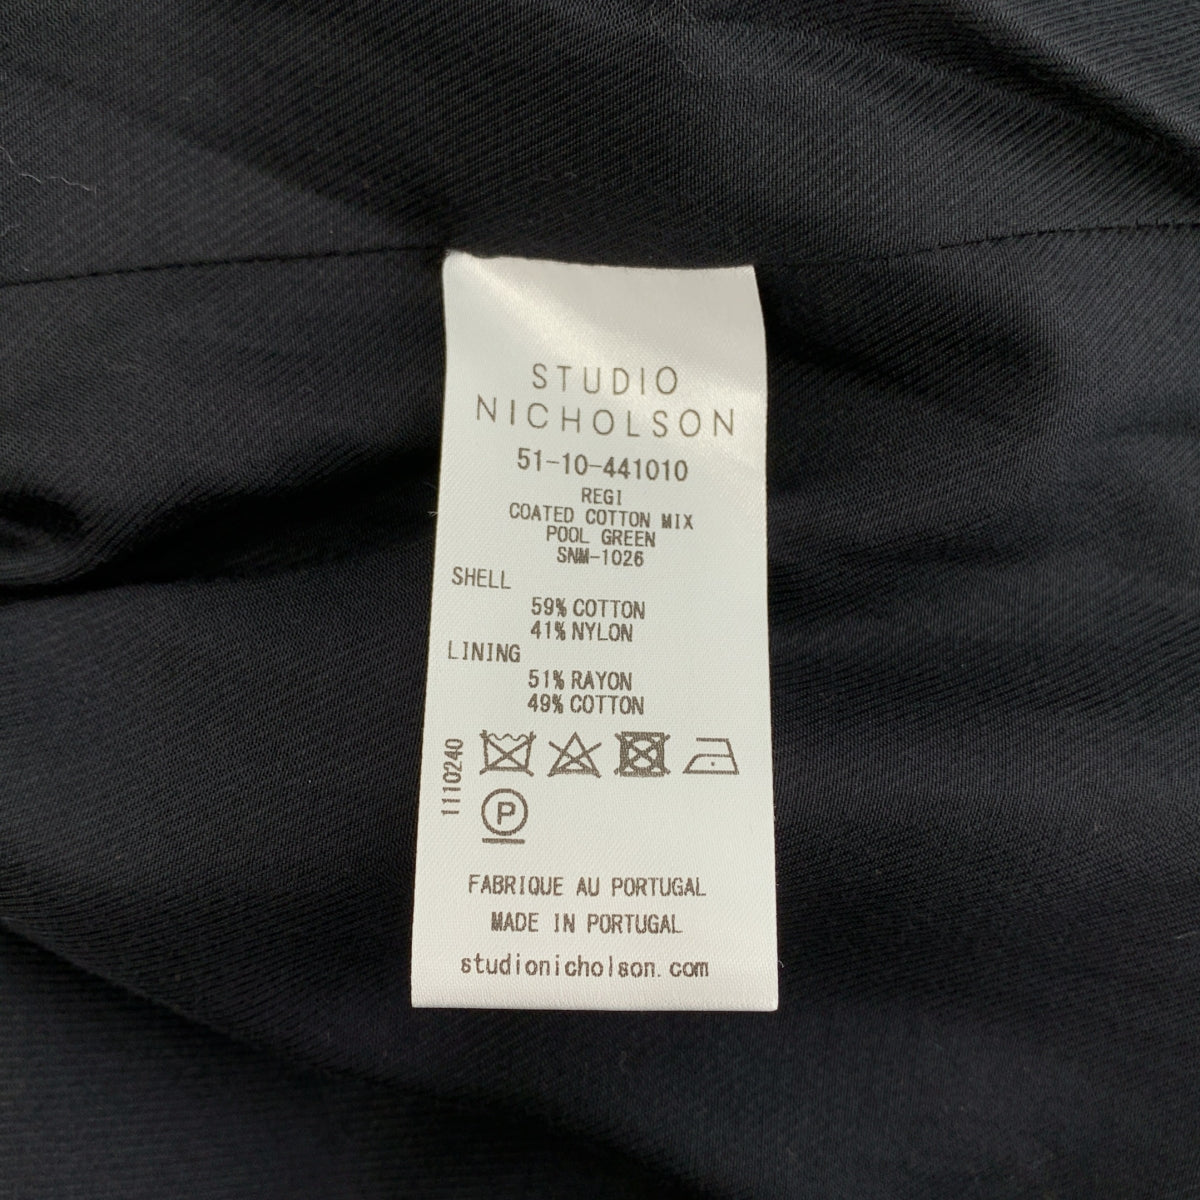 STUDIO
NICHOLSON
51-10-441010
REGI
COATED COTTON MIX
POOL GREEN
SNM-1026
SHELL
59% COTTON
41% NYLON
LINING
51% RAYON
49% COTTON
1110240
P
FABRIQUE AU PORTUGAL
MADE IN PORTUGAL
studionicholson.com